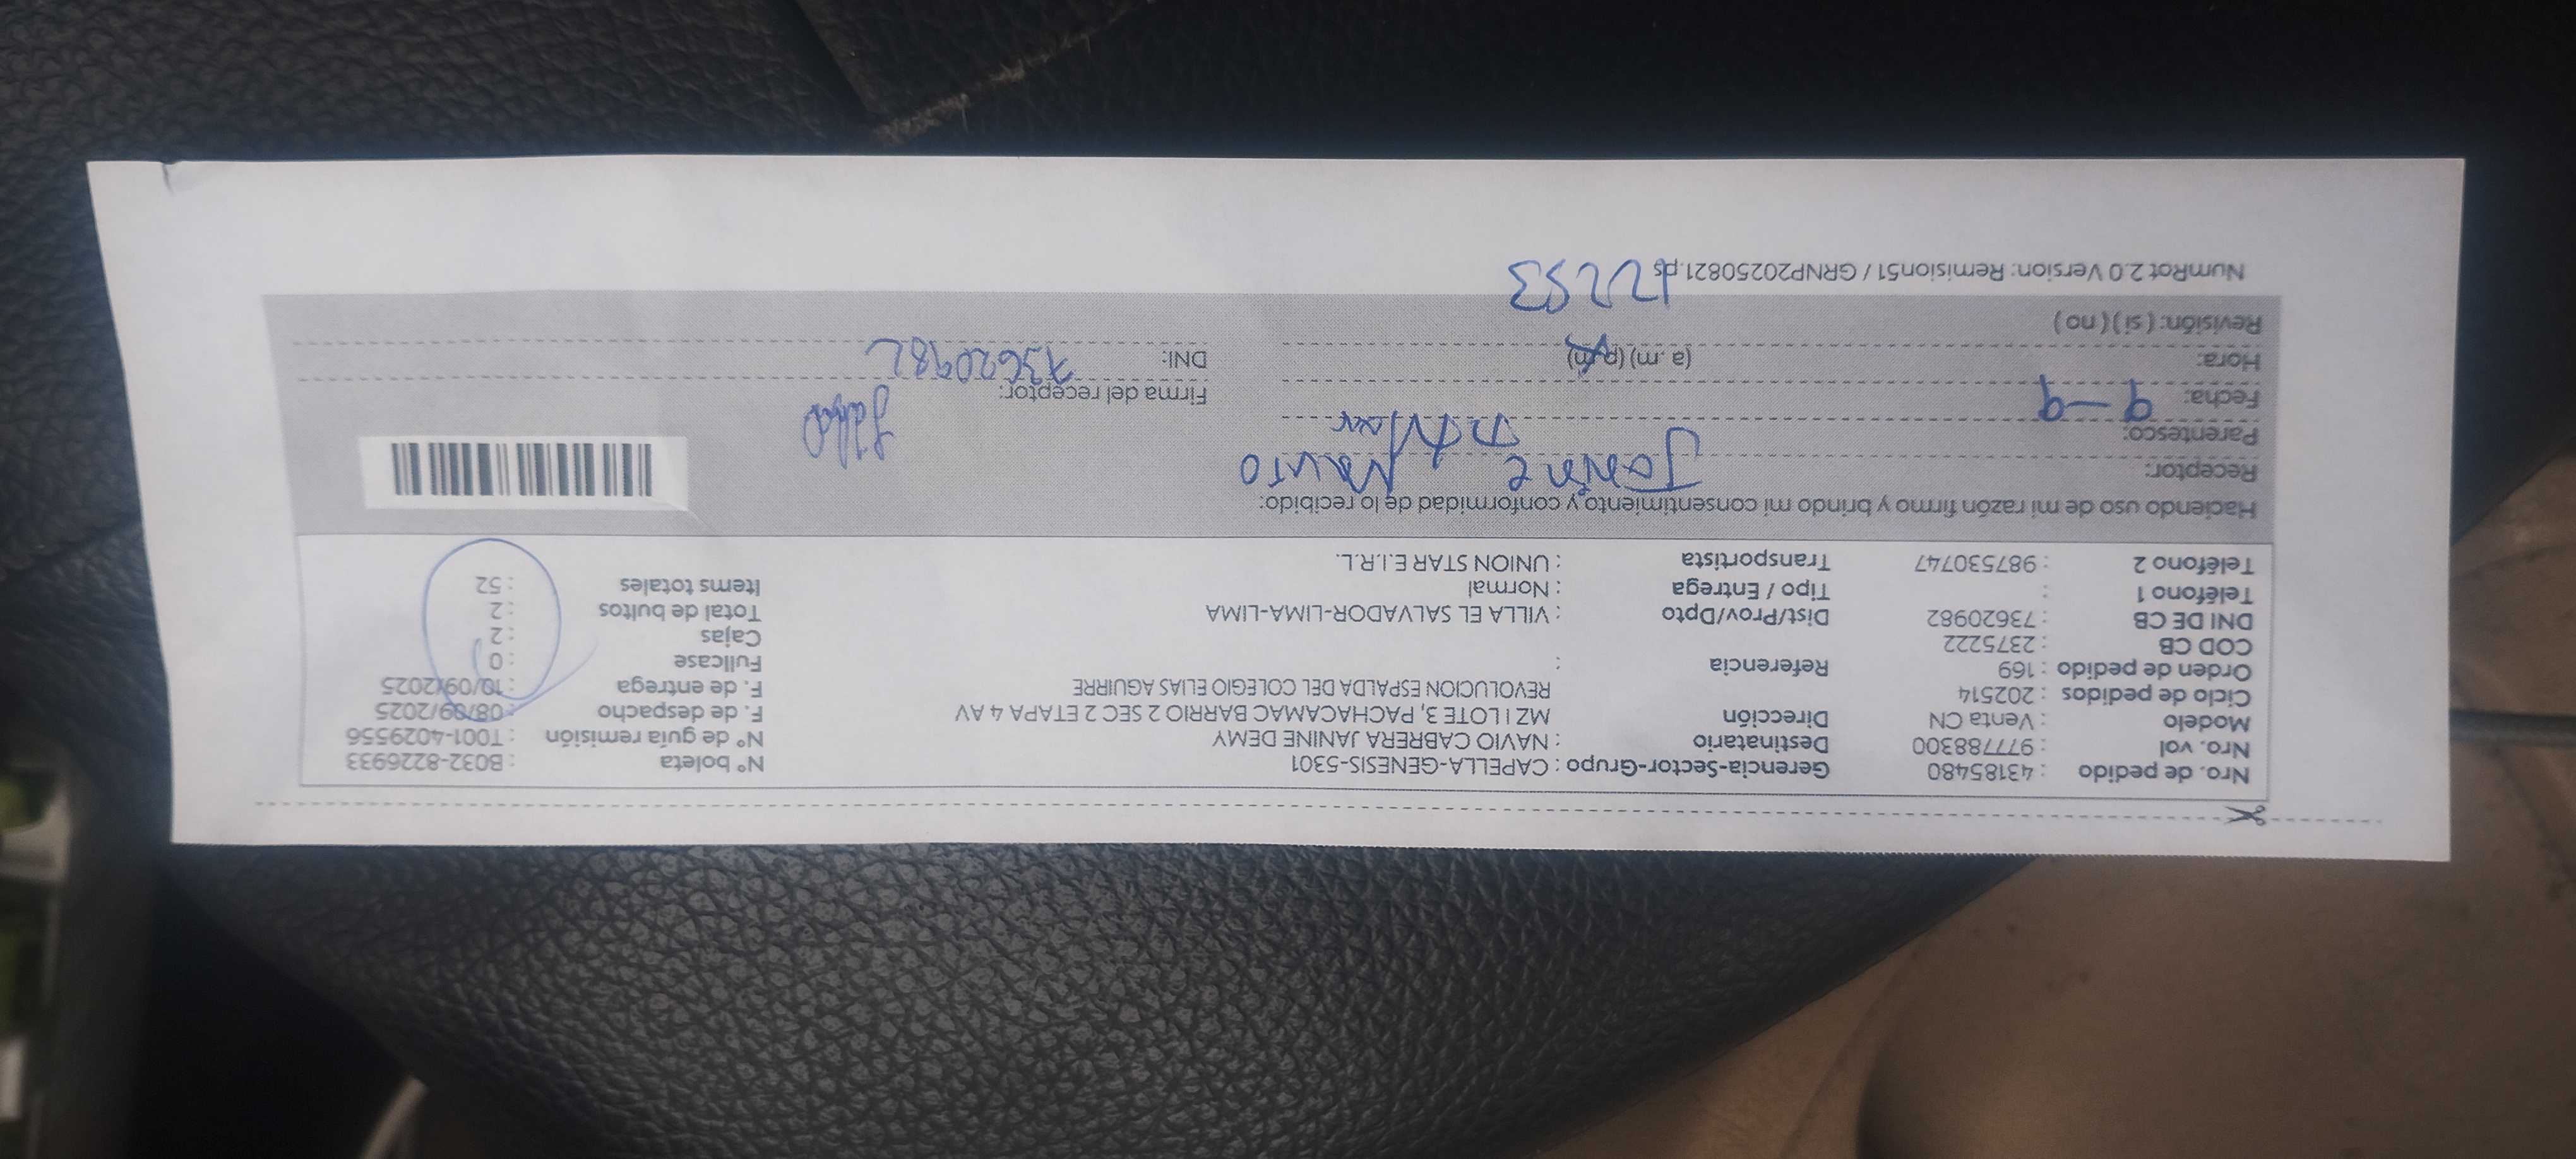 Nro. de pedido : 43185480 Gerencia-Sector-Grupo : CAPELLA-GENESIS-5301 N° boleta : B032-8226933
Nro. vol : 977788300 Destinatario : NAVIO CABRERA JANINE DEMY N° de guía remisión : T001-4029556
Modelo : Venta CN Dirección MZ I LOTE 3, PACHACAMAC BARRIO 2 SEC 2 ETAPA 4 AV F. de despacho : 08/09/2025
Ciclo de pedidos : 202514 REVOLUCION ESPALDA DEL COLEGIO ELIAS AGUIRRE F. de entrega : 10/09/2025
Orden de pedido : 169 Referencia : Fullcase : 0
COD CB : 2375222 Cajas : 2
DNI DE CB : 73620982 Dist/Prov/Dpto : VILLA EL SALVADOR-LIMA-LIMA Total de bultos : 2
Teléfono 1 : Tipo / Entrega : Normal Items totales : 52
Teléfono 2 : 987530747 Transportista : UNION STAR E.I.R.L.
Haciendo uso de mi razón firmo y brindo mi consentimiento y conformidad de lo recibido:
Receptor:
Parentesco:
Fecha: 9-9 Firma del receptor:
Hora: (a. m) (p. m) DNI: 73620982
Revisión: ( si ) ( no )
NumRot 2.0 Version: Remision51 / GRNP20250821.ps 12253